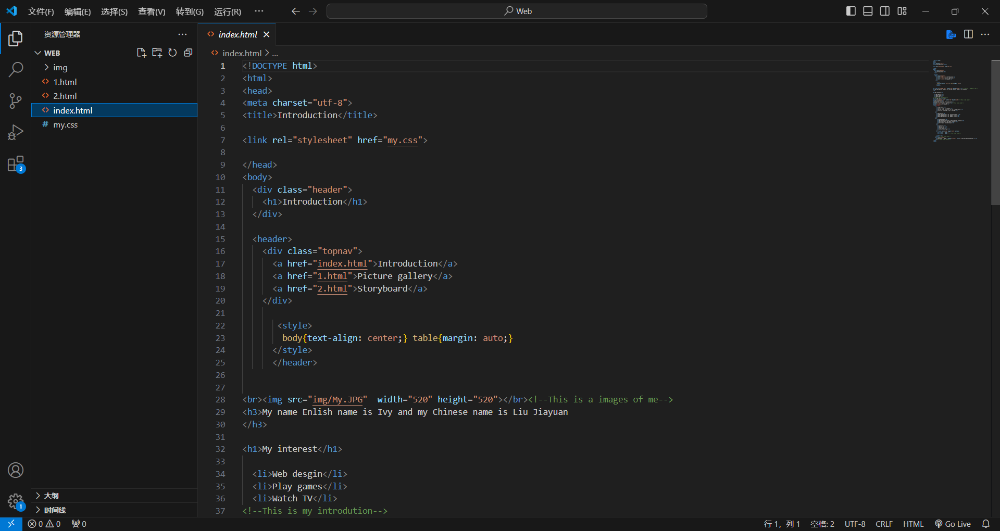 文件(F) 编辑(E) 选择(S) 查看(V) 转到(G) 运行(R) ··· Web
资源管理器 ···
index.html
WEB
img
1.html
2.html
index.html
# my.css
大纲
时间线
3
1
index.html > ...
1 <!DOCTYPE html>
2 <html>
3 <head>
4 <meta charset="utf-8">
5 <title>Introduction</title>
6
7 <link rel="stylesheet" href="my.css">
8
9 </head>
10 <body>
11 <div class="header">
12 <h1>Introduction</h1>
13 </div>
14
15 <header>
16 <div class="topnav">
17 <a href="index.html">Introduction</a>
18 <a href="1.html">Picture gallery</a>
19 <a href="2.html">Storyboard</a>
20 </div>
21
22 <style>
23 body{text-align: center;} table{margin: auto;}
24 </style>
25 </header>
26
27
28 <br><img src="img/My.JPG"  width="520" height="520"></br><!--This is a images of me-->
29 <h3>My name Enlish name is Ivy and my Chinese name is Liu Jiayuan
30 </h3>
31
32 <h1>My interest</h1>
33
34 <li>Web desgin</li>
35 <li>Play games</li>
36 <li>Watch TV</li>
37 <!--This is my introdution-->
0 0 0 行 1，列 1 空格: 2 UTF-8 CRLF HTML Go Live